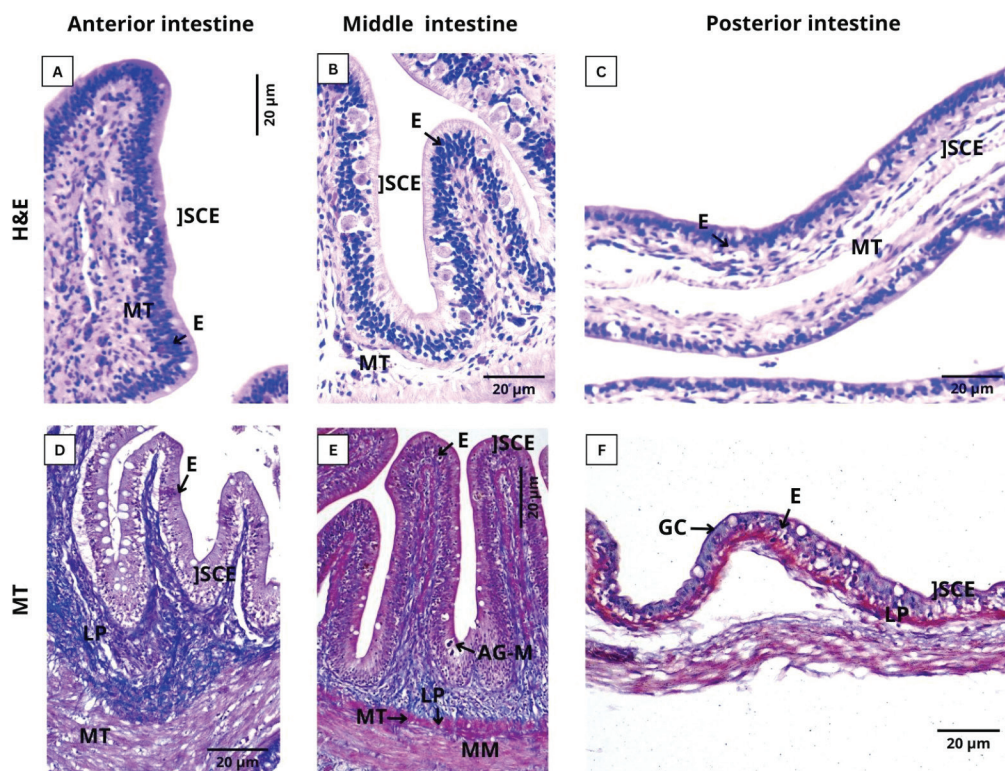 Anterior intestine
Middle intestine
Posterior intestine
H&E
A
20 µm
]SCE
MT
E
B
E
]SCE
MT
20 µm
C
]SCE
E
MT
20 µm
MT
D
E
]SCE
LP
MT
20 µm
E
E
]SCE
20 µm
AG-M
LP
MT
MM
F
E
GC
]SCE
LP
20 µm